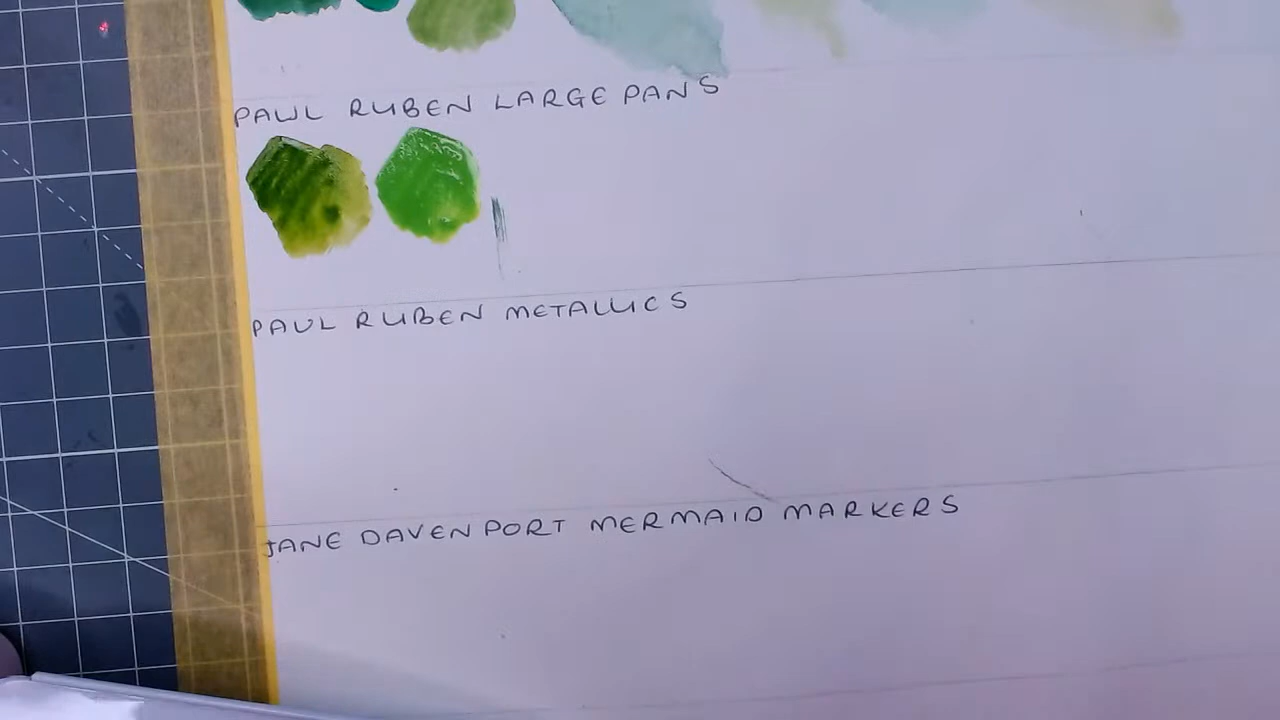 PAUL RUBEN LARGE PANS
PAUL RUBEN METALLICS
JANE DAVENPORT MERMAID MARKERS